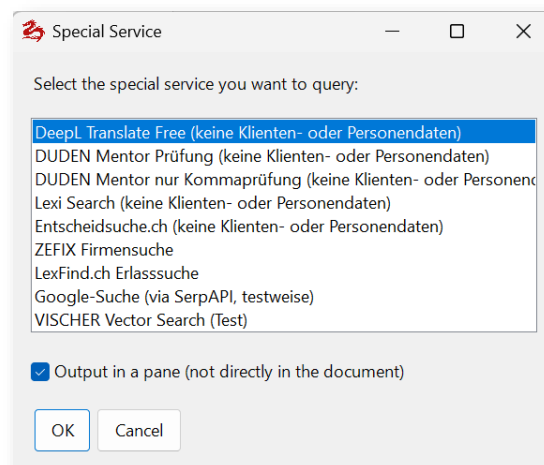 Special Service
Select the special service you want to query:
DeepL Translate Free (keine Klienten- oder Personendaten)
DUDEN Mentor Prüfung (keine Klienten- oder Personendaten)
DUDEN Mentor nur Kommaprüfung (keine Klienten- oder Personend
Lexi Search (keine Klienten- oder Personendaten)
Entscheidsuche.ch (keine Klienten- oder Personendaten)
ZEFIX Firmensuche
LexFind.ch Erlasssuche
Google-Suche (via SerpAPI, testweise)
VISCHER Vector Search (Test)
Output in a pane (not directly in the document)
OK
Cancel